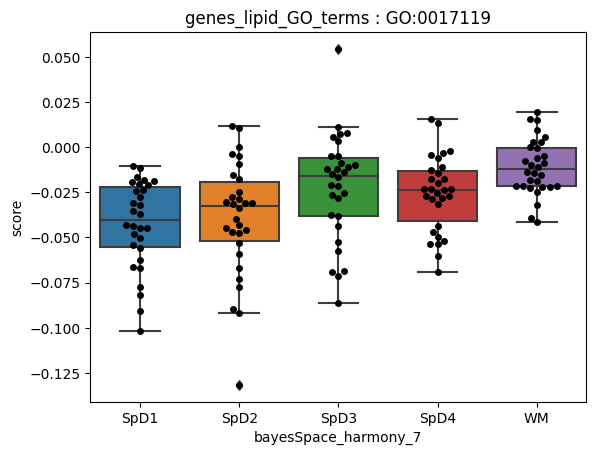 genes_lipid_GO_terms : GO:0017119
0.050
0.025
0.000
−0.025
−0.050
−0.075
−0.100
−0.125
score
SpD1 SpD2 SpD3 SpD4 WM
bayesSpace_harmony_7